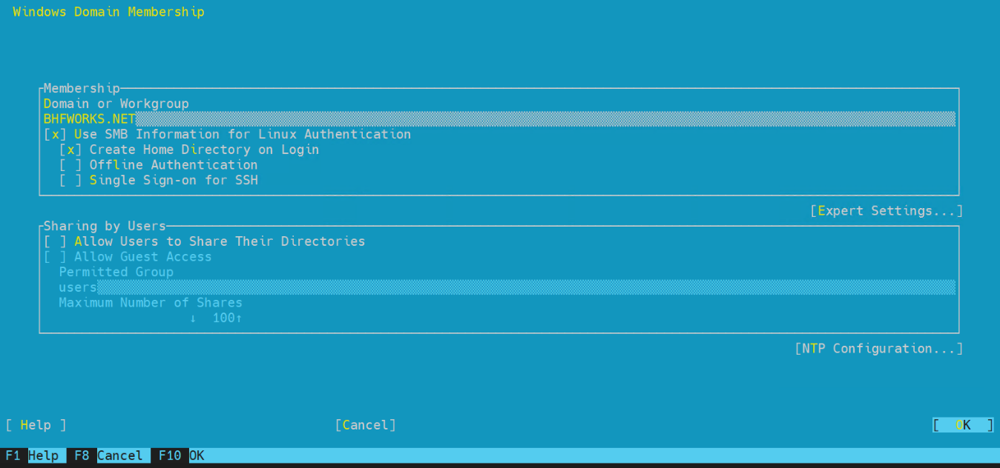 Windows Domain Membership
Membership
Domain or Workgroup
BHFWORKS.NET
[x] Use SMB Information for Linux Authentication
[x] Create Home Directory on Login
[ ] Offline Authentication
[ ] Single Sign-on for SSH
[Expert Settings...]
Sharing by Users
[ ] Allow Users to Share Their Directories
[ ] Allow Guest Access
Permitted Group
users
Maximum Number of Shares
↓ 100↑
[NTP Configuration...]
[ Help ] [Cancel] [ OK ]
F1 Help F8 Cancel F10 OK